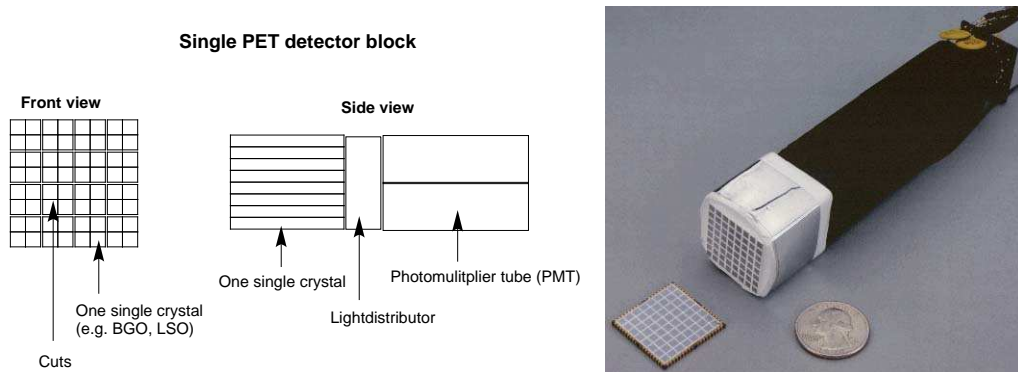 Single PET detector block
Front view
Side view
One single crystal
Photomulitplier tube (PMT)
Lightdistributor
One single crystal
(e.g. BGO, LSO)
Cuts